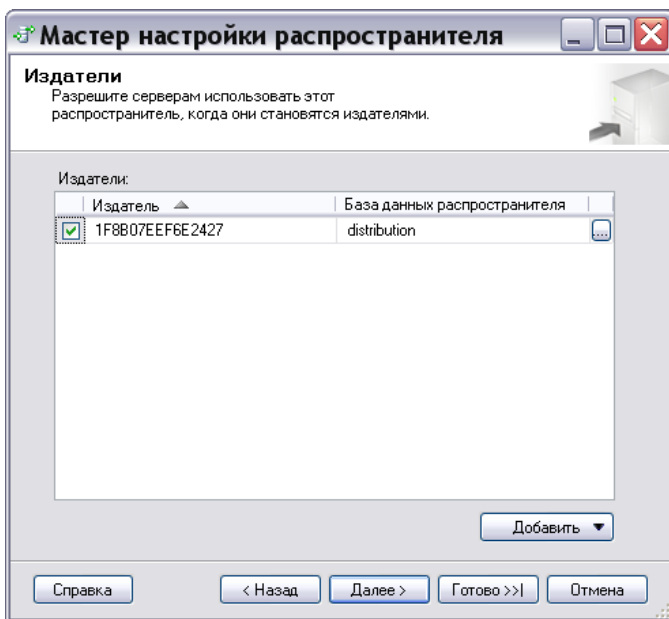 Мастер настройки распространителя
Издатели
Разрешите серверам использовать этот
распространитель, когда они становятся издателями.
Издатели:
Издатель База данных распространителя
1F8B07EEF6E2427 distribution
...
Добавить
Справка < Назад Далее > Готово >>| Отмена